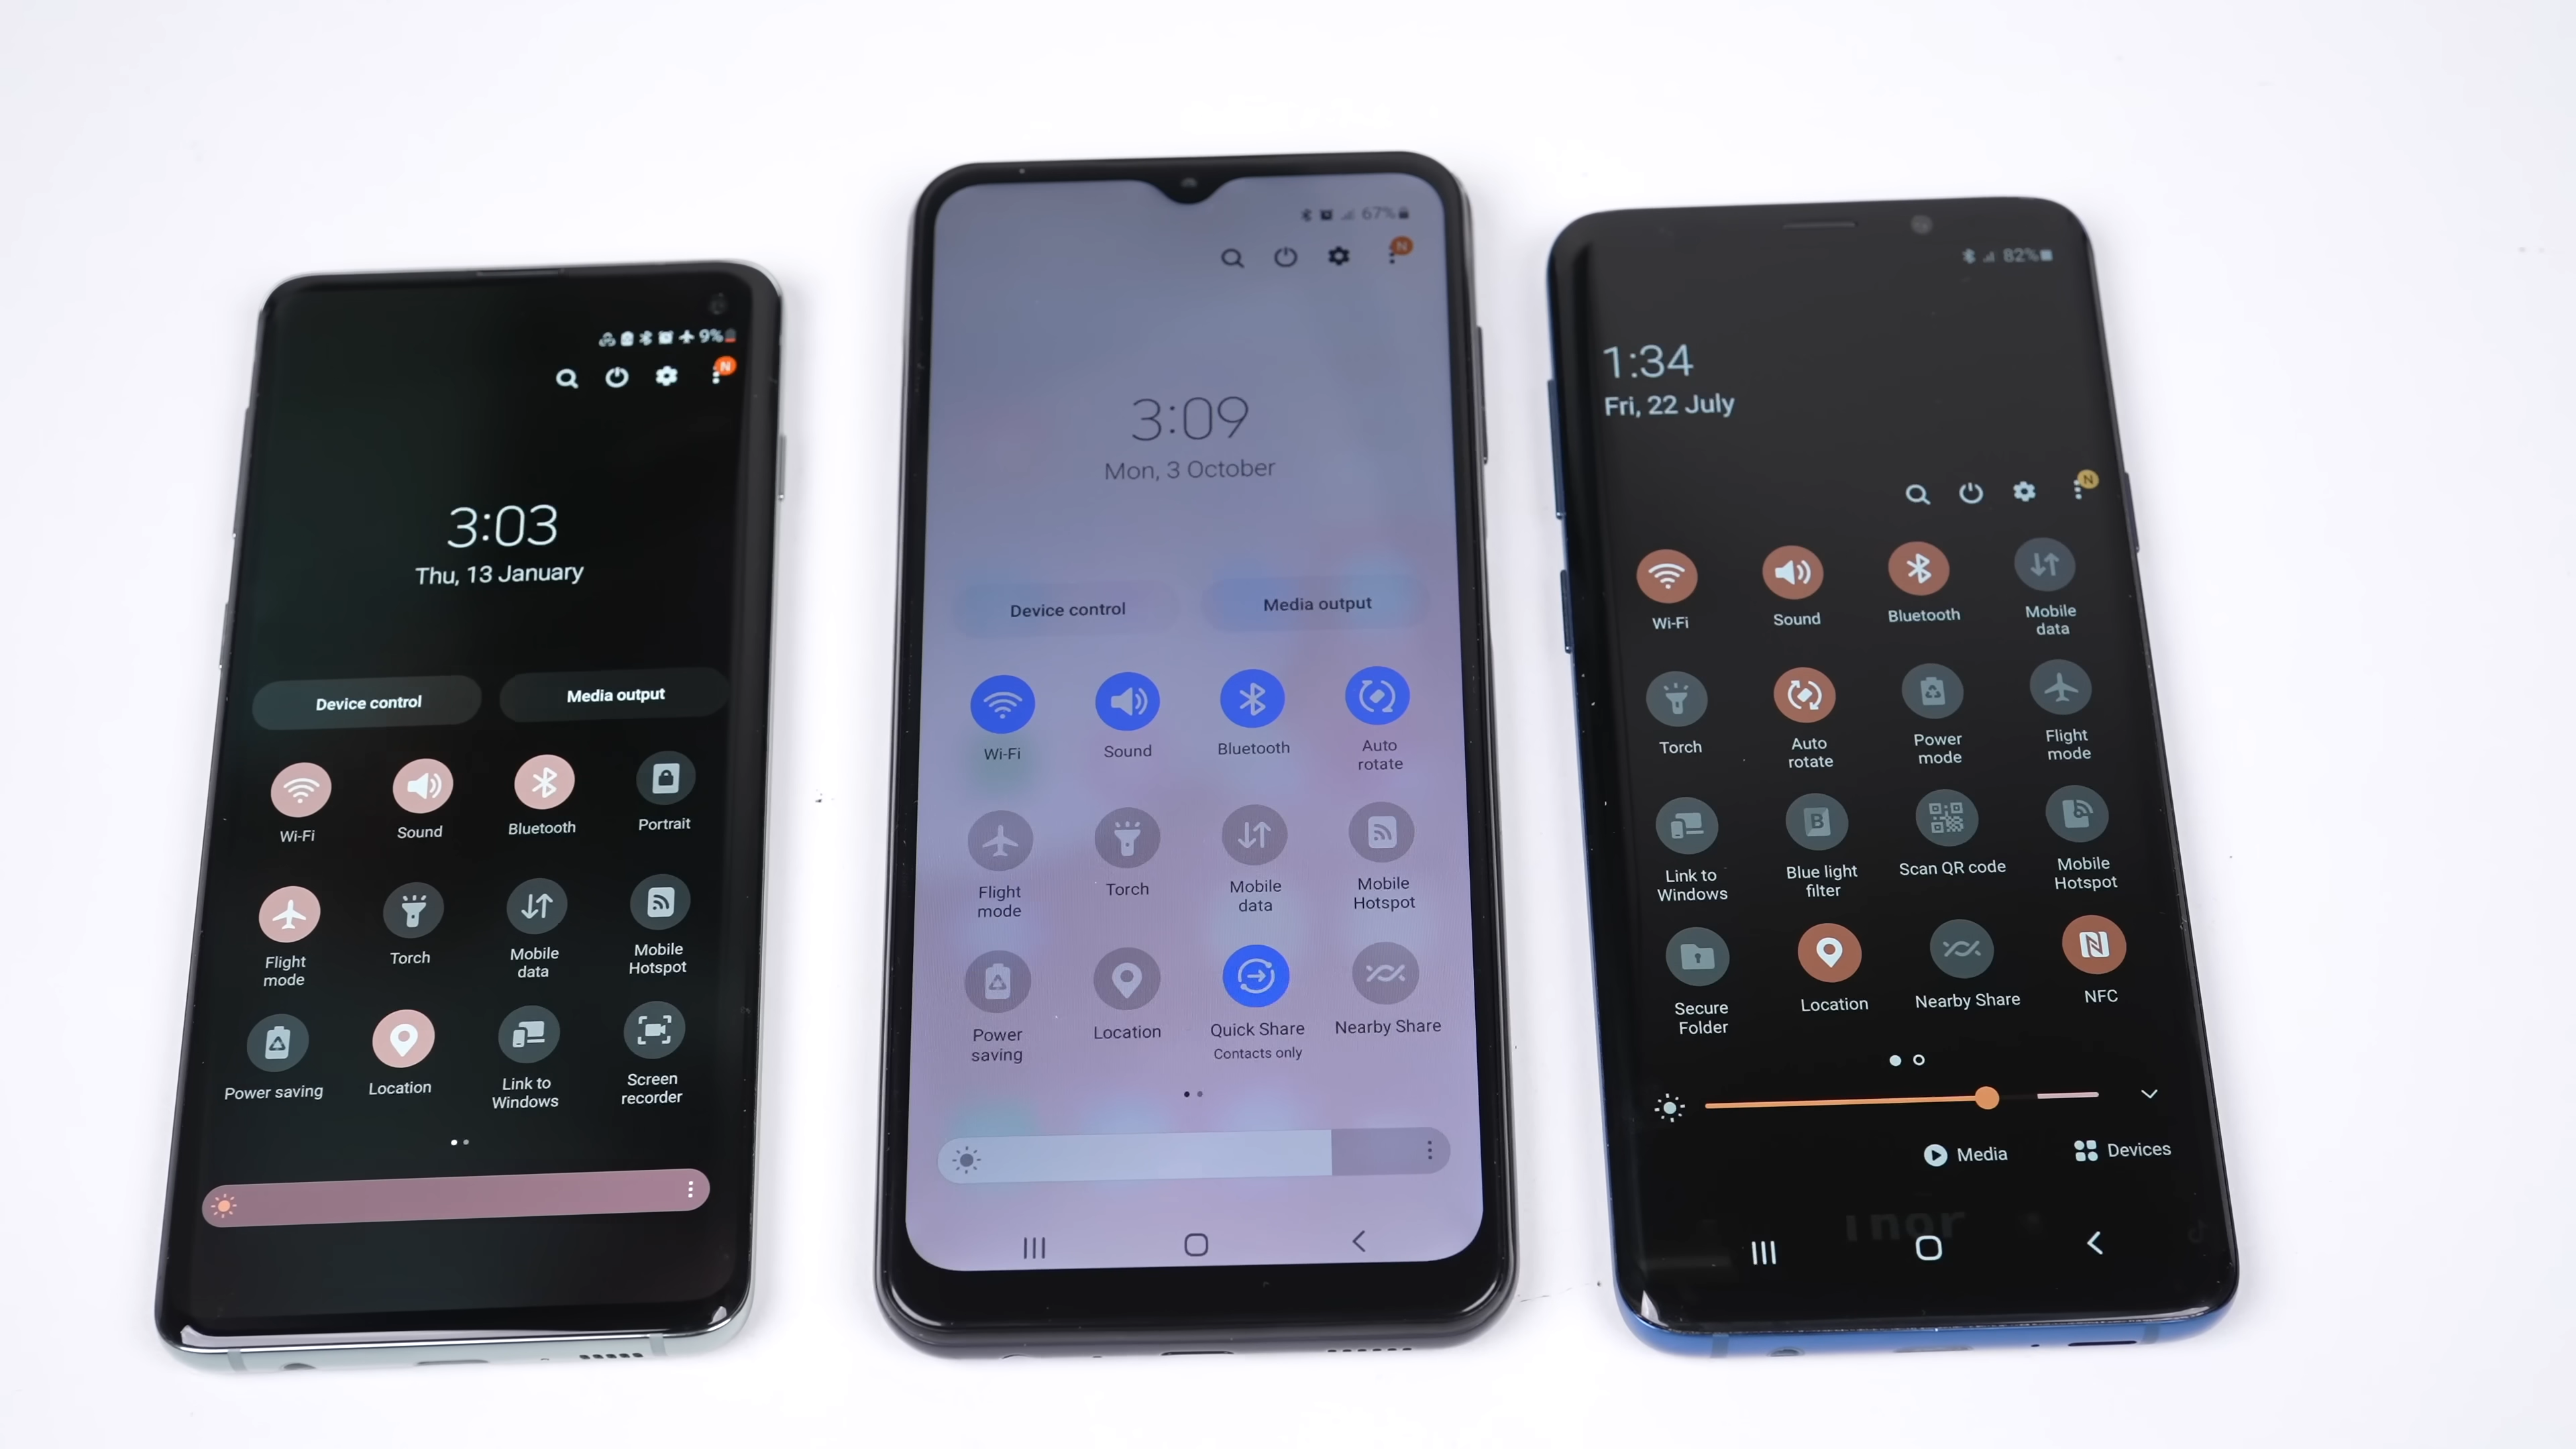 9%
N
3:03
Thu, 13 January
Device control
Media output
Wi-Fi
Sound
Bluetooth
Portrait
Flight
mode
Torch
Mobile
data
Mobile
Hotspot
Power saving
Location
Link to
Windows
Screen
recorder
67%
N
3:09
Mon, 3 October
Device control
Media output
Wi-Fi
Sound
Bluetooth
Auto
rotate
Flight
mode
Torch
Mobile
data
Mobile
Hotspot
Power
saving
Location
Quick Share
Contacts only
Nearby Share
82%
1:34
Fri, 22 July
N
Wi-Fi
Sound
Bluetooth
Mobile
data
Torch
Auto
rotate
Power
mode
Flight
mode
Link to
Windows
B
Blue light
filter
Scan QR code
Mobile
Hotspot
Secure
Folder
Location
Nearby Share
NFC
Media
Devices